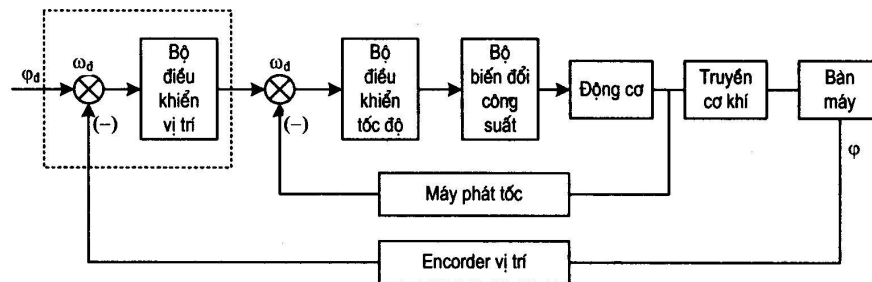 φd
ωd
(–)
Bộ
điều
khiển
vị trí
ωd
(–)
Bộ
điều
khiển
tốc độ
Bộ
biến đổi
công
suất
Động cơ
Truyền
cơ khí
Bàn
máy
φ
Máy phát tốc
Encorder vị trí